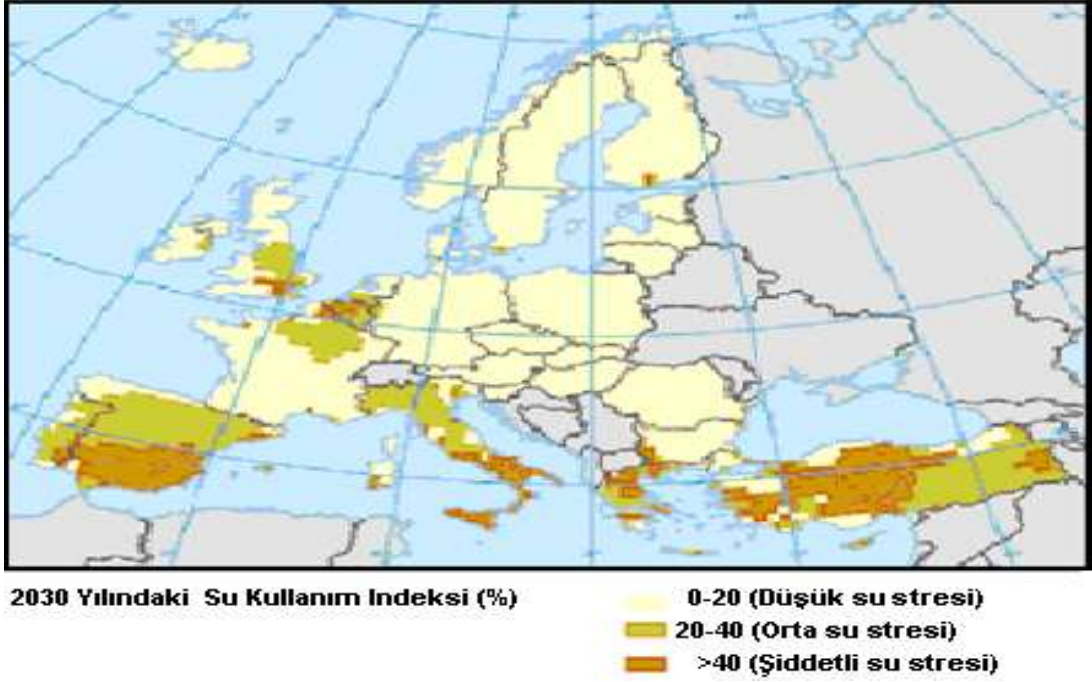 2030 Yılındaki Su Kullanım Indeksi (%)
0-20 (Düşük su stresi)
20-40 (Orta su stresi)
>40 (Şiddetli su stresi)